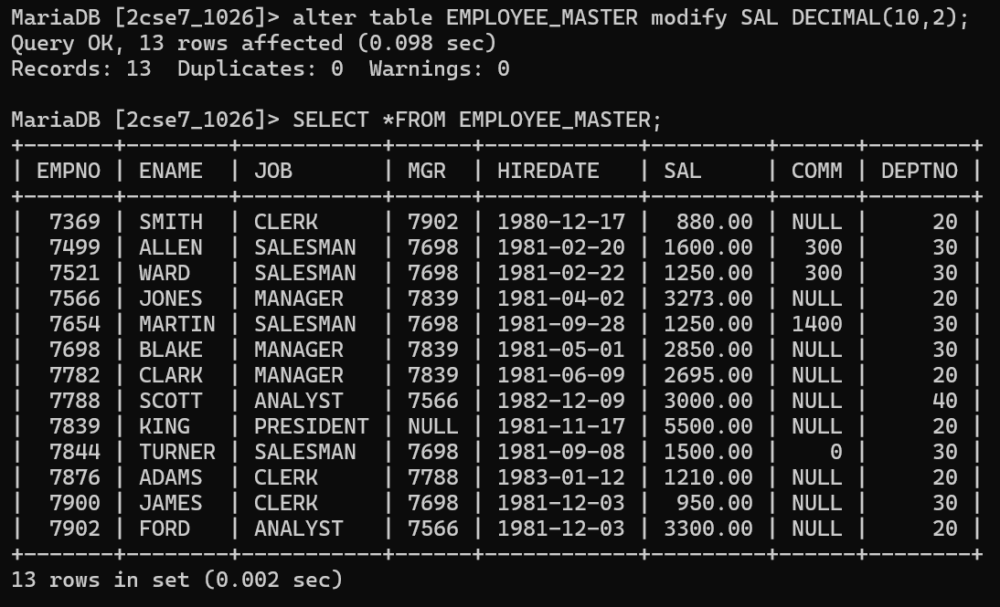 MariaDB [2cse7_1026]> alter table EMPLOYEE_MASTER modify SAL DECIMAL(10,2);
Query OK, 13 rows affected (0.098 sec)
Records: 13  Duplicates: 0  Warnings: 0

MariaDB [2cse7_1026]> SELECT *FROM EMPLOYEE_MASTER;
+-------+--------+-----------+------+------------+---------+------+--------+
| EMPNO | ENAME  | JOB       | MGR  | HIREDATE   | SAL     | COMM | DEPTNO |
+-------+--------+-----------+------+------------+---------+------+--------+
|  7369 | SMITH  | CLERK     | 7902 | 1980-12-17 |  880.00 | NULL |     20 |
|  7499 | ALLEN  | SALESMAN  | 7698 | 1981-02-20 | 1600.00 |  300 |     30 |
|  7521 | WARD   | SALESMAN  | 7698 | 1981-02-22 | 1250.00 |  300 |     30 |
|  7566 | JONES  | MANAGER   | 7839 | 1981-04-02 | 3273.00 | NULL |     20 |
|  7654 | MARTIN | SALESMAN  | 7698 | 1981-09-28 | 1250.00 | 1400 |     30 |
|  7698 | BLAKE  | MANAGER   | 7839 | 1981-05-01 | 2850.00 | NULL |     30 |
|  7782 | CLARK  | MANAGER   | 7839 | 1981-06-09 | 2695.00 | NULL |     20 |
|  7788 | SCOTT  | ANALYST   | 7566 | 1982-12-09 | 3000.00 | NULL |     40 |
|  7839 | KING   | PRESIDENT | NULL | 1981-11-17 | 5500.00 | NULL |     20 |
|  7844 | TURNER | SALESMAN  | 7698 | 1981-09-08 | 1500.00 |    0 |     30 |
|  7876 | ADAMS  | CLERK     | 7788 | 1983-01-12 | 1210.00 | NULL |     20 |
|  7900 | JAMES  | CLERK     | 7698 | 1981-12-03 |  950.00 | NULL |     30 |
|  7902 | FORD   | ANALYST   | 7566 | 1981-12-03 | 3300.00 | NULL |     20 |
+-------+--------+-----------+------+------------+---------+------+--------+
13 rows in set (0.002 sec)